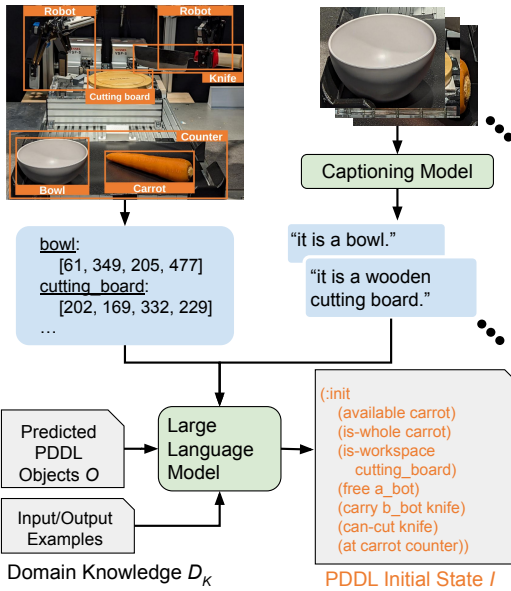 Robot
Robot
Knife
Cutting board
Counter
Bowl
Carrot
Captioning Model
bowl:
[61, 349, 205, 477]
cutting_board:
[202, 169, 332, 229]
…
“it is a bowl.”
“it is a wooden
cutting board.”
Predicted
PDDL
Objects O
Large
Language
Model
Input/Output
Examples
Domain Knowledge D_K
(:init
(available carrot)
(is-whole carrot)
(is-workspace
cutting_board)
(free a_bot)
(carry b_bot knife)
(can-cut knife)
(at carrot counter))
PDDL Initial State I